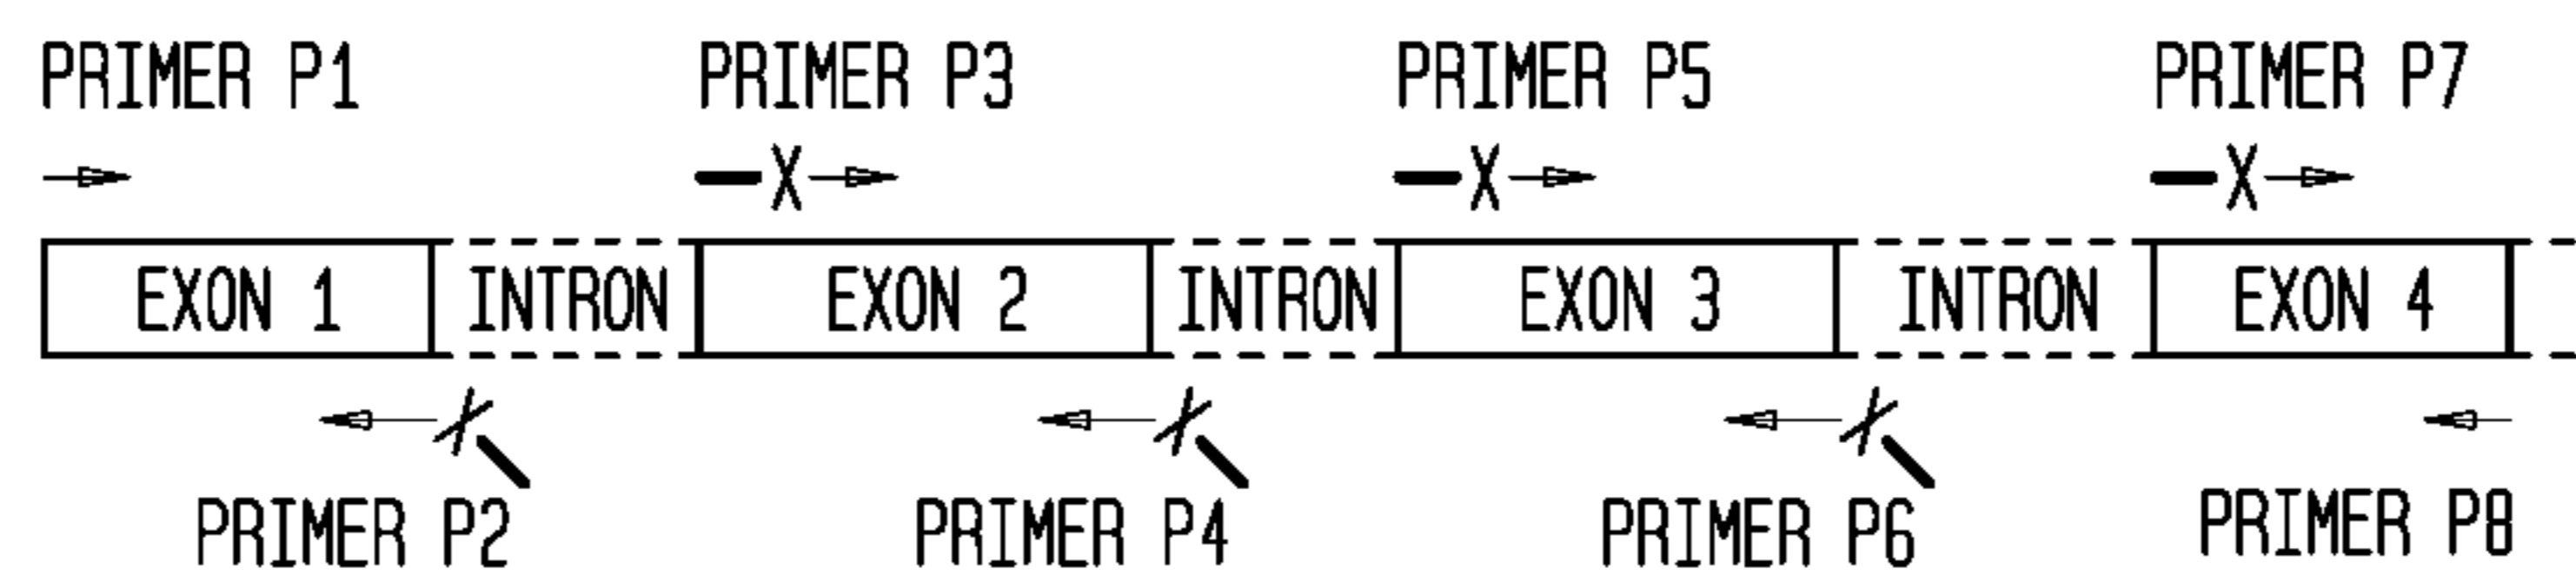 PRIMER P1 PRIMER P3 PRIMER P5 PRIMER P7
X X X
EXON 1 INTRON EXON 2 INTRON EXON 3 INTRON EXON 4
X X X
PRIMER P2 PRIMER P4 PRIMER P6 PRIMER P8